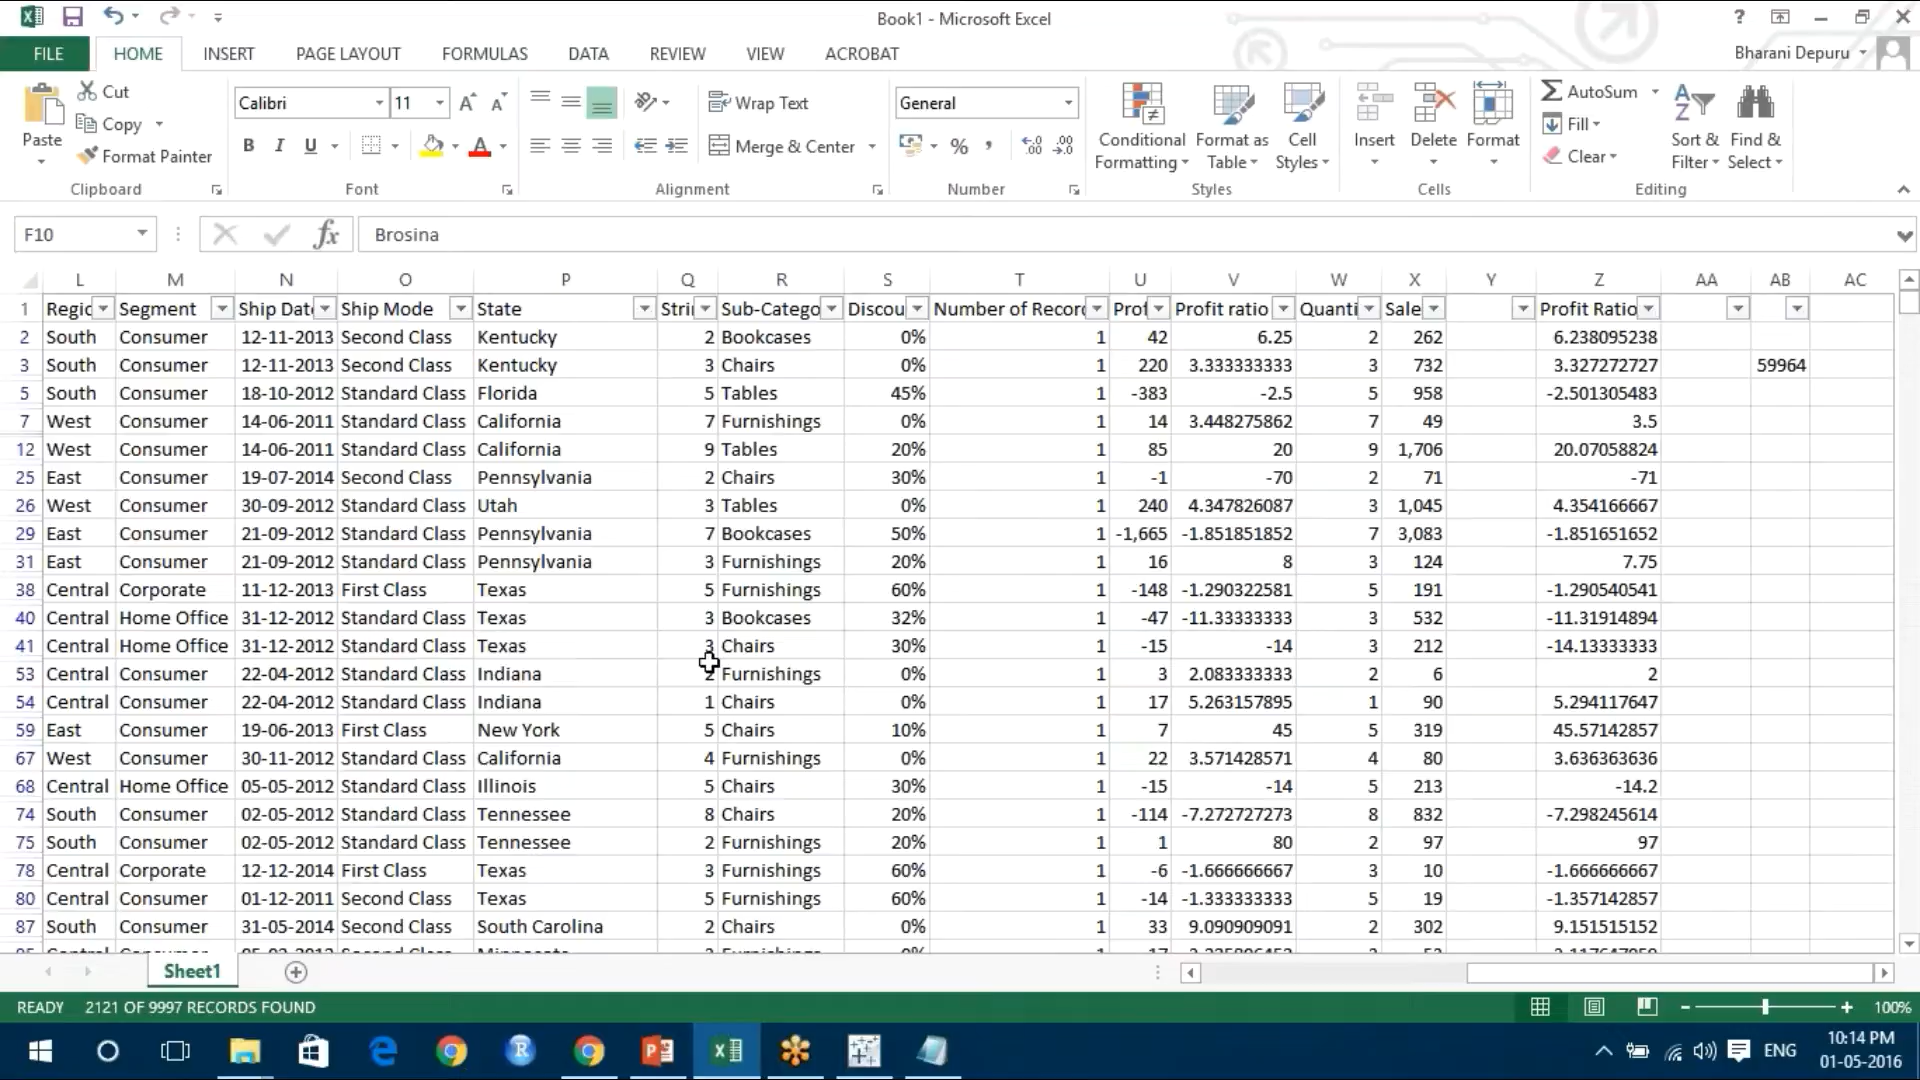 Book1 - Microsoft Excel
?
FILE HOME INSERT PAGE LAYOUT FORMULAS DATA REVIEW VIEW ACROBAT Bharani Depuru
Paste Cut Copy Format Painter
Calibri 11 A A
B I U A
Wrap Text
Merge & Center
General
% ,
Conditional Formatting Format as Table Cell Styles
Insert Delete Format
AutoSum Fill Clear
Sort & Filter Find & Select
Clipboard Font Alignment Number Styles Cells Editing
F10 fx Brosina
L M N O P Q R S T U V W X Y Z AA AB AC
1 Regic Segment Ship Dat Ship Mode State Stri Sub-Catego Discou Number of Recor Prof Profit ratio Quanti Sale Profit Ratio
2 South Consumer 12-11-2013 Second Class Kentucky 2 Bookcases 0% 1 42 6.25 2 262 6.238095238
3 South Consumer 12-11-2013 Second Class Kentucky 3 Chairs 0% 1 220 3.333333333 3 732 3.327272727 59964
5 South Consumer 18-10-2012 Standard Class Florida 5 Tables 45% 1 -383 -2.5 5 958 -2.501305483
7 West Consumer 14-06-2011 Standard Class California 7 Furnishings 0% 1 14 3.448275862 7 49 3.5
12 West Consumer 14-06-2011 Standard Class California 9 Tables 20% 1 85 20 9 1,706 20.07058824
25 East Consumer 19-07-2014 Second Class Pennsylvania 2 Chairs 30% 1 -1 -70 2 71 -71
26 West Consumer 30-09-2012 Standard Class Utah 3 Tables 0% 1 240 4.347826087 3 1,045 4.354166667
29 East Consumer 21-09-2012 Standard Class Pennsylvania 7 Bookcases 50% 1 -1,665 -1.851851852 7 3,083 -1.851651652
31 East Consumer 21-09-2012 Standard Class Pennsylvania 3 Furnishings 20% 1 16 8 3 124 7.75
38 Central Corporate 11-12-2013 First Class Texas 5 Furnishings 60% 1 -148 -1.290322581 5 191 -1.290540541
40 Central Home Office 31-12-2012 Standard Class Texas 3 Bookcases 32% 1 -47 -11.33333333 3 532 -11.31914894
41 Central Home Office 31-12-2012 Standard Class Texas 3 Chairs 30% 1 -15 -14 3 212 -14.13333333
53 Central Consumer 22-04-2012 Standard Class Indiana 2 Furnishings 0% 1 3 2.083333333 2 6 2
54 Central Consumer 22-04-2012 Standard Class Indiana 1 Chairs 0% 1 17 5.263157895 1 90 5.294117647
59 East Consumer 19-06-2013 First Class New York 5 Chairs 10% 1 7 45 5 319 45.57142857
67 West Consumer 30-11-2012 Standard Class California 4 Furnishings 0% 1 22 3.571428571 4 80 3.636363636
68 Central Home Office 05-05-2012 Standard Class Illinois 5 Chairs 30% 1 -15 -14 5 213 -14.2
74 South Consumer 02-05-2012 Standard Class Tennessee 8 Chairs 20% 1 -114 -7.272727273 8 832 -7.298245614
75 South Consumer 02-05-2012 Standard Class Tennessee 2 Furnishings 20% 1 1 80 2 97 97
78 Central Corporate 12-12-2014 First Class Texas 3 Furnishings 60% 1 -6 -1.666666667 3 10 -1.666666667
80 Central Consumer 01-12-2011 Second Class Texas 5 Furnishings 60% 1 -14 -1.333333333 5 19 -1.357142857
87 South Consumer 31-05-2014 Second Class South Carolina 2 Chairs 0% 1 33 9.090909091 2 302 9.151515152
Sheet1
READY 2121 OF 9997 RECORDS FOUND 100%
ENG 10:14 PM
01-05-2016